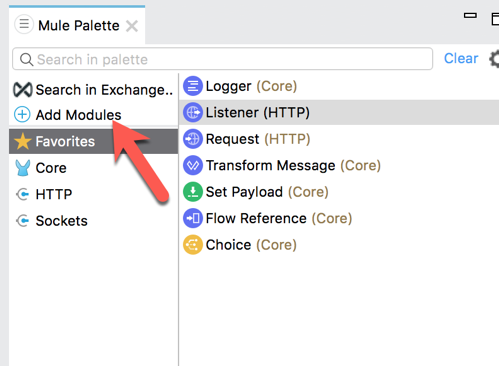 Mule Palette
Search in palette
Clear
Search in Exchange..
Add Modules
Favorites
Core
HTTP
Sockets
Logger (Core)
Listener (HTTP)
Request (HTTP)
Transform Message (Core)
Set Payload (Core)
Flow Reference (Core)
Choice (Core)